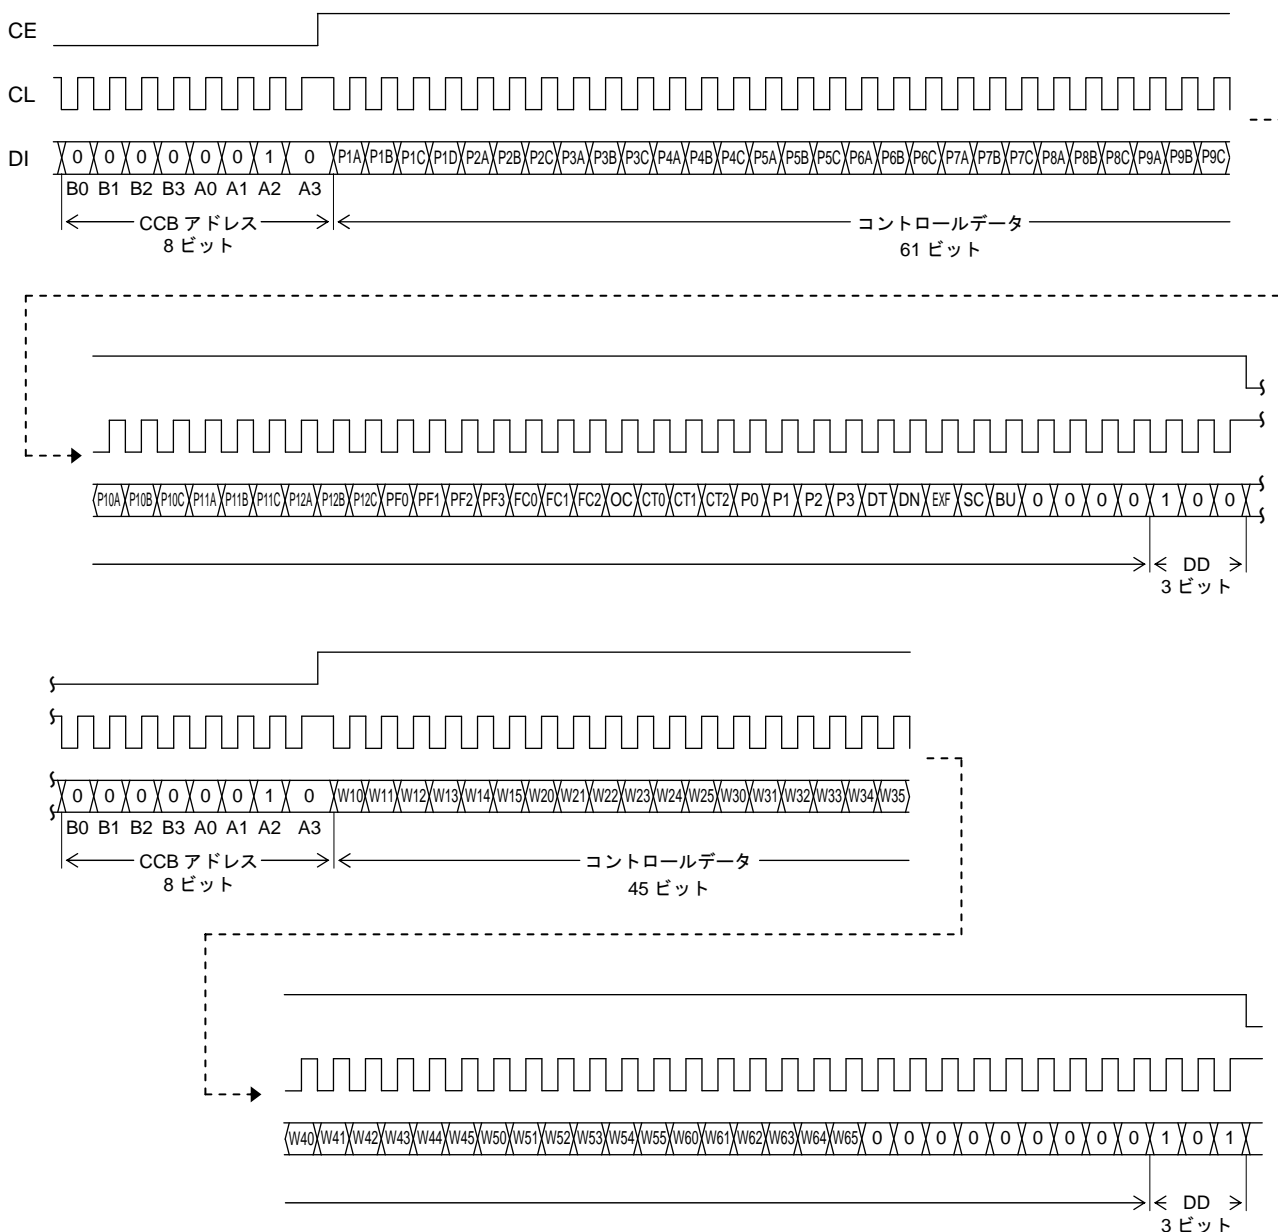 CE
CL
DI 0 0 0 0 0 0 1 0 P1A P1B P1C P1D P2A P2B P2C P3A P3B P3C P4A P4B P4C P5A P5B P5C P6A P6B P6C P7A P7B P7C P8A P8B P8C P9A P9B P9C
B0 B1 B2 B3 A0 A1 A2 A3
CCB アドレス
8 ビット
コントロールデータ
61 ビット
P10A P10B P10C P11A P11B P11C P12A P12B P12C PF0 PF1 PF2 PF3 FC0 FC1 FC2 OC CT0 CT1 CT2 P0 P1 P2 P3 DT DN EXF SC BU 0 0 0 0 1 0 0
DD
3 ビット
0 0 0 0 0 0 1 0 W10 W11 W12 W13 W14 W15 W20 W21 W22 W23 W24 W25 W30 W31 W32 W33 W34 W35
B0 B1 B2 B3 A0 A1 A2 A3
CCB アドレス
8 ビット
コントロールデータ
45 ビット
W40 W41 W42 W43 W44 W45 W50 W51 W52 W53 W54 W55 W60 W61 W62 W63 W64 W65 0 0 0 0 0 0 0 0 0 1 0 1
DD
3 ビット